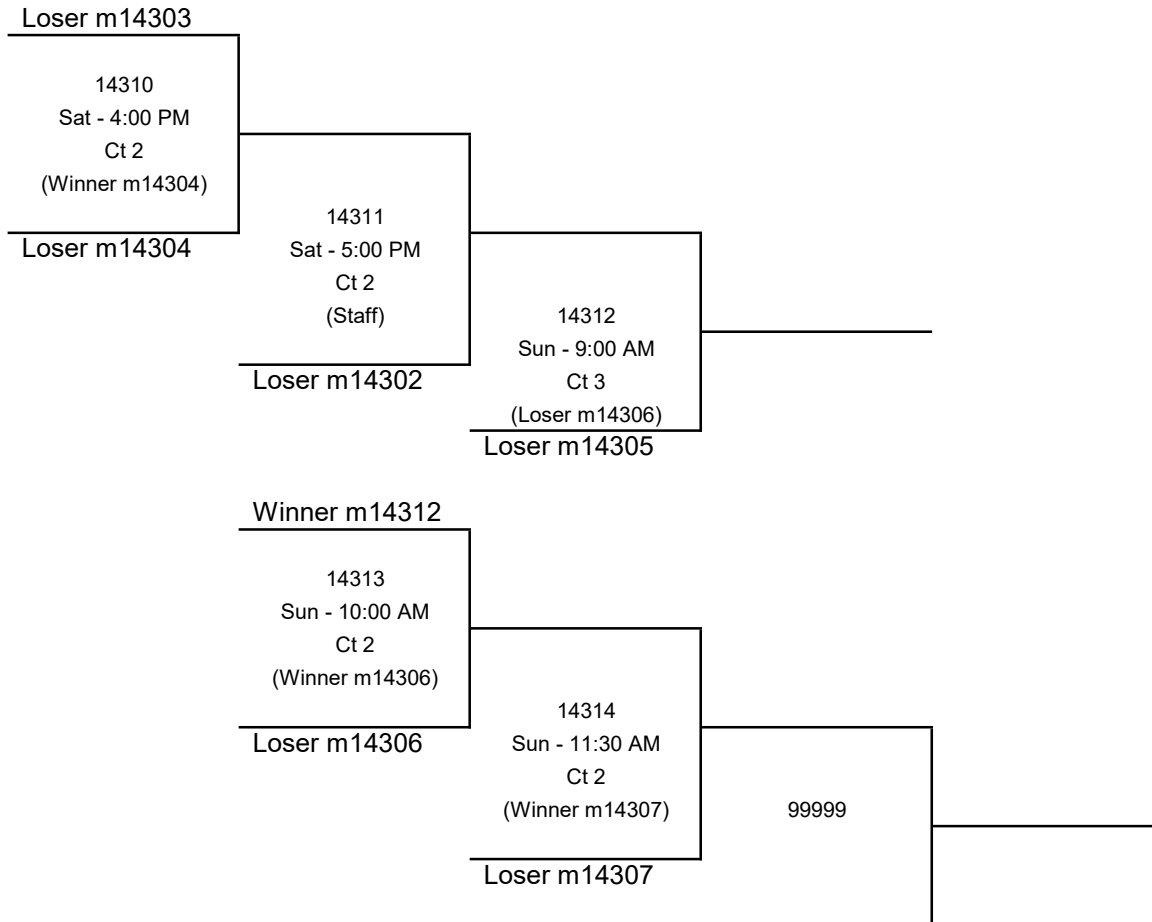 Loser m14303
14310
Sat - 4:00 PM
Ct 2
(Winner m14304)
Loser m14304
14311
Sat - 5:00 PM
Ct 2
(Staff)
Loser m14302
14312
Sun - 9:00 AM
Ct 3
(Loser m14306)
Loser m14305
Winner m14312
14313
Sun - 10:00 AM
Ct 2
(Winner m14306)
Loser m14306
14314
Sun - 11:30 AM
Ct 2
(Winner m14307)
Loser m14307
99999